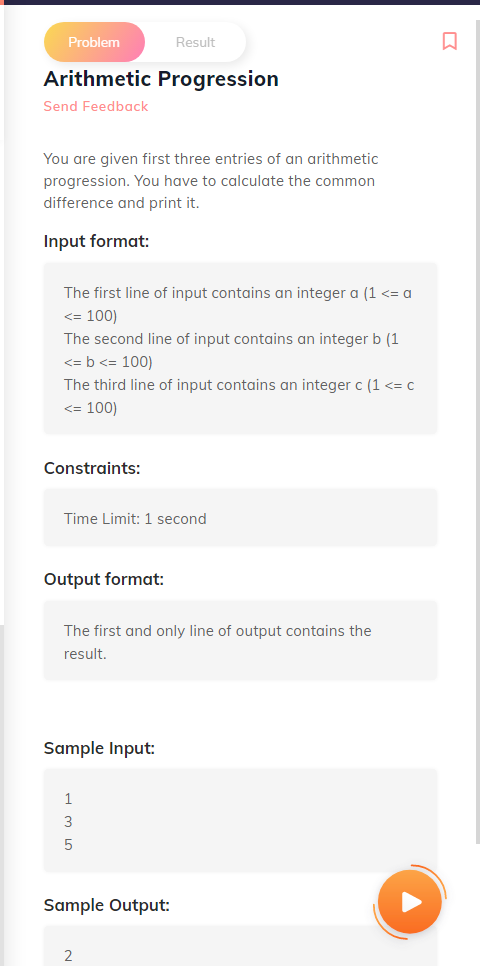 Problem
Result
Arithmetic Progression
Send Feedback
You are given first three entries of an arithmetic
progression. You have to calculate the common
difference and print it.
Input format:
The first line of input contains an integer a (1 <= a
<= 100)
The second line of input contains an integer b (1
<= b <= 100)
The third line of input contains an integer c (1 <= c
<= 100)
Constraints:
Time Limit: 1 second
Output format:
The first and only line of output contains the
result.
Sample Input:
1
3
5
Sample Output:
2